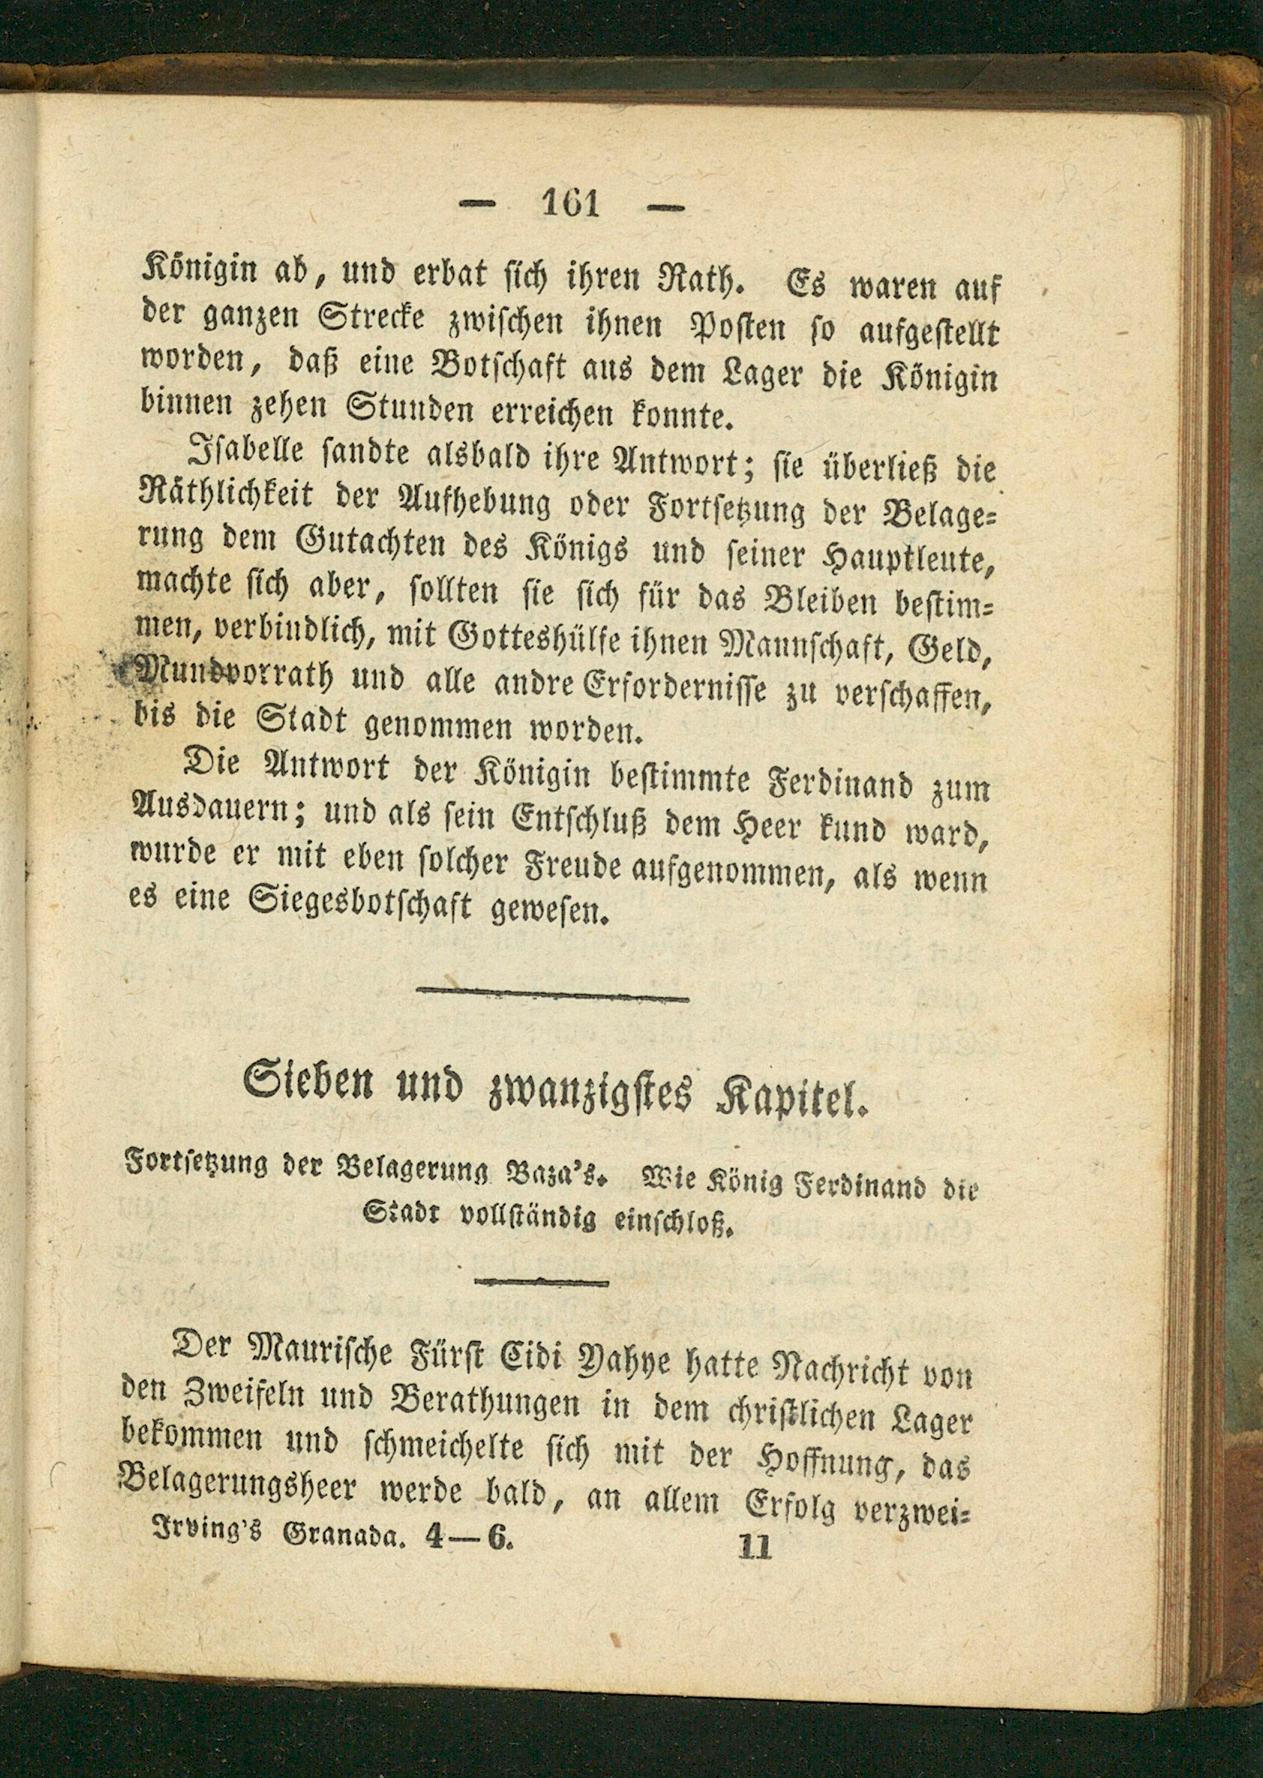 — 161 —
Königin ab, und erbat sich ihren Rath. Es waren auf
der ganzen Strecke zwischen ihnen Posten so aufgestellt
worden, daß eine Botschaft aus dem Lager die Königin
binnen zehen Stunden erreichen konnte.
Isabelle sandte alsbald ihre Antwort; sie überließ die
Räthlichkeit der Aufhebung oder Fortsetzung der Belage-
rung dem Gutachten des Königs und seiner Hauptleute,
machte sich aber, sollten sie sich für das Bleiben bestim-
men, verbindlich, mit Gotteshülfe ihnen Mannschaft, Geld,
Mundvorrath und alle andre Erfordernisse zu verschaffen,
bis die Stadt genommen worden.
Die Antwort der Königin bestimmte Ferdinand zum
Ausdauern; und als sein Entschluß dem Heer kund ward,
wurde er mit eben solcher Freude aufgenommen, als wenn
es eine Siegesbotschaft gewesen.
Sieben und zwanzigstes Kapitel.
Fortsetzung der Belagerung Baza's. Wie König Ferdinand die
Stadt vollständig einschloß.
Der Maurische Fürst Cidi Yahye hatte Nachricht von
den Zweifeln und Berathungen in dem christlichen Lager
bekommen und schmeichelte sich mit der Hoffnung, das
Belagerungsheer werde bald, an allem Erfolg verzwei-
Irving's Granada. 4—6. 11